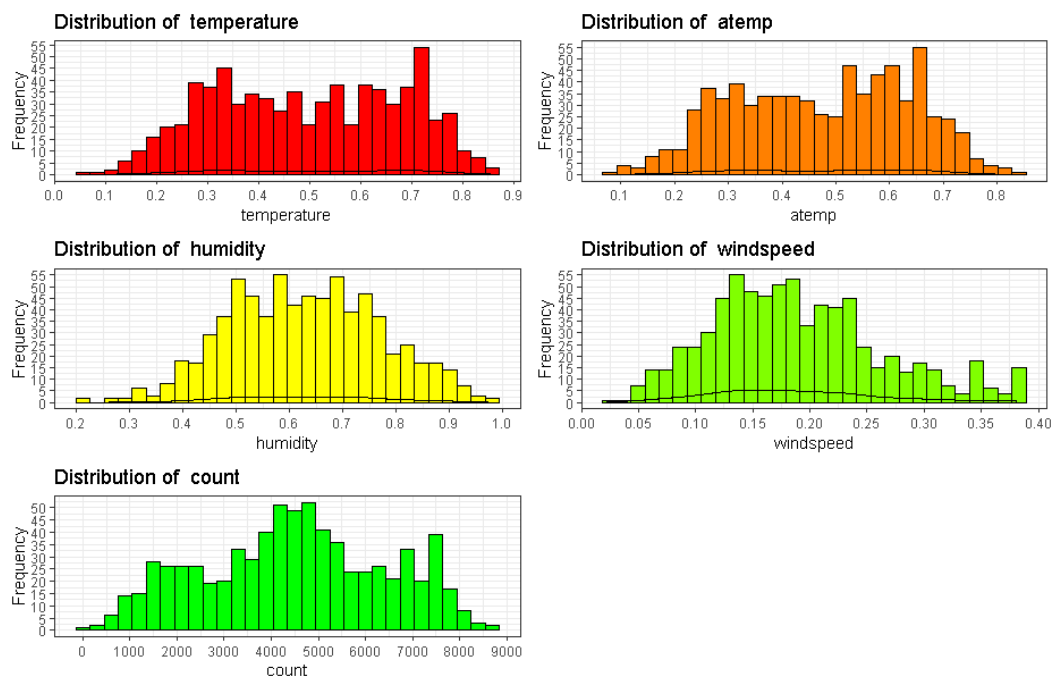 Distribution of temperature
Frequency
55
50
45
40
35
30
25
20
15
10
5
0
0.0 0.1 0.2 0.3 0.4 0.5 0.6 0.7 0.8 0.9
temperature
Distribution of atemp
Frequency
55
50
45
40
35
30
25
20
15
10
5
0
0.1 0.2 0.3 0.4 0.5 0.6 0.7 0.8
atemp
Distribution of humidity
Frequency
55
50
45
40
35
30
25
20
15
10
5
0
0.2 0.3 0.4 0.5 0.6 0.7 0.8 0.9 1.0
humidity
Distribution of windspeed
Frequency
55
50
45
40
35
30
25
20
15
10
5
0
0.00 0.05 0.10 0.15 0.20 0.25 0.30 0.35 0.40
windspeed
Distribution of count
Frequency
50
45
40
35
30
25
20
15
10
5
0
0 1000 2000 3000 4000 5000 6000 7000 8000 9000
count